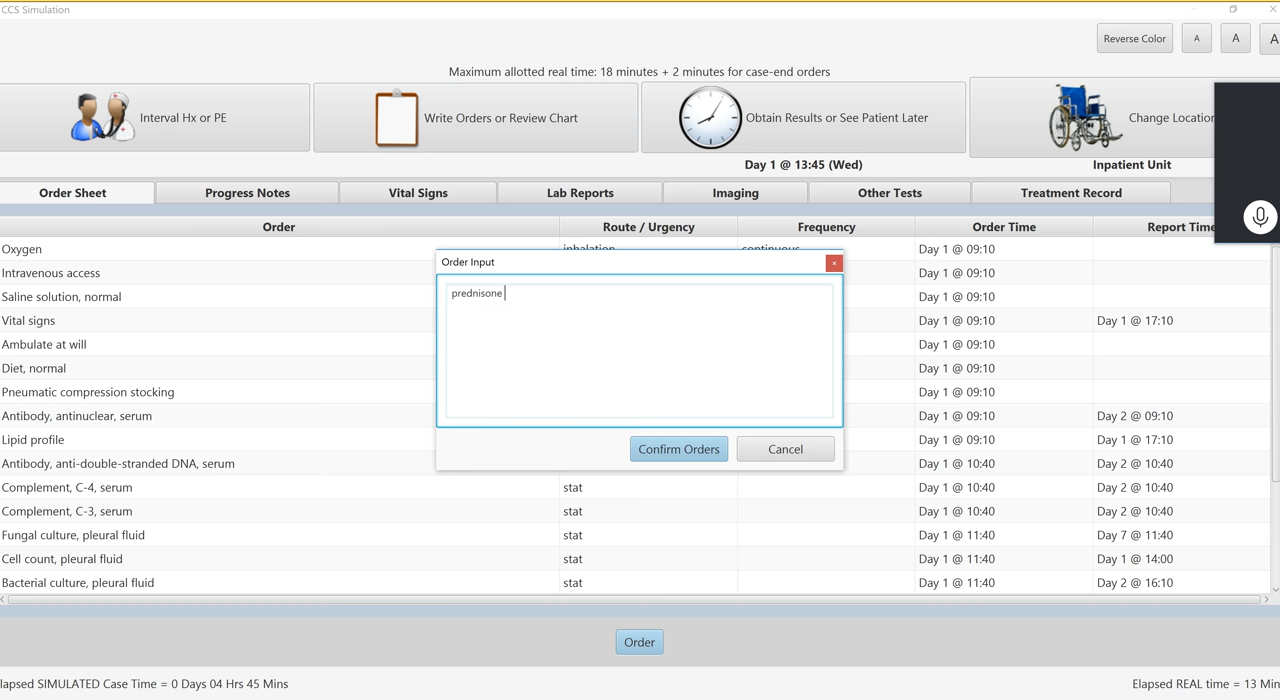 CCS Simulation
Reverse Color A A A
Maximum allotted real time: 18 minutes + 2 minutes for case-end orders
Interval Hx or PE Write Orders or Review Chart Obtain Results or See Patient Later Change Location
Day 1 @ 13:45 (Wed) Inpatient Unit
Order Sheet Progress Notes Vital Signs Lab Reports Imaging Other Tests Treatment Record
Order Route / Urgency Frequency Order Time Report Time
Oxygen inhalation continuous Day 1 @ 09:10
Intravenous access Day 1 @ 09:10
Saline solution, normal Day 1 @ 09:10
Vital signs Day 1 @ 09:10 Day 1 @ 17:10
Ambulate at will Day 1 @ 09:10
Diet, normal Day 1 @ 09:10
Pneumatic compression stocking Day 1 @ 09:10
Antibody, antinuclear, serum Day 1 @ 09:10 Day 2 @ 09:10
Lipid profile Day 1 @ 09:10 Day 1 @ 17:10
Antibody, anti-double-stranded DNA, serum Day 1 @ 10:40 Day 2 @ 10:40
Complement, C-4, serum stat Day 1 @ 10:40 Day 2 @ 10:40
Complement, C-3, serum stat Day 1 @ 10:40 Day 2 @ 10:40
Fungal culture, pleural fluid stat Day 1 @ 11:40 Day 7 @ 11:40
Cell count, pleural fluid stat Day 1 @ 11:40 Day 1 @ 14:00
Bacterial culture, pleural fluid stat Day 1 @ 11:40 Day 2 @ 16:10
Order Input
prednisone
Confirm Orders Cancel
Order
lapsed SIMULATED Case Time = 0 Days 04 Hrs 45 Mins Elapsed REAL time = 13 Min